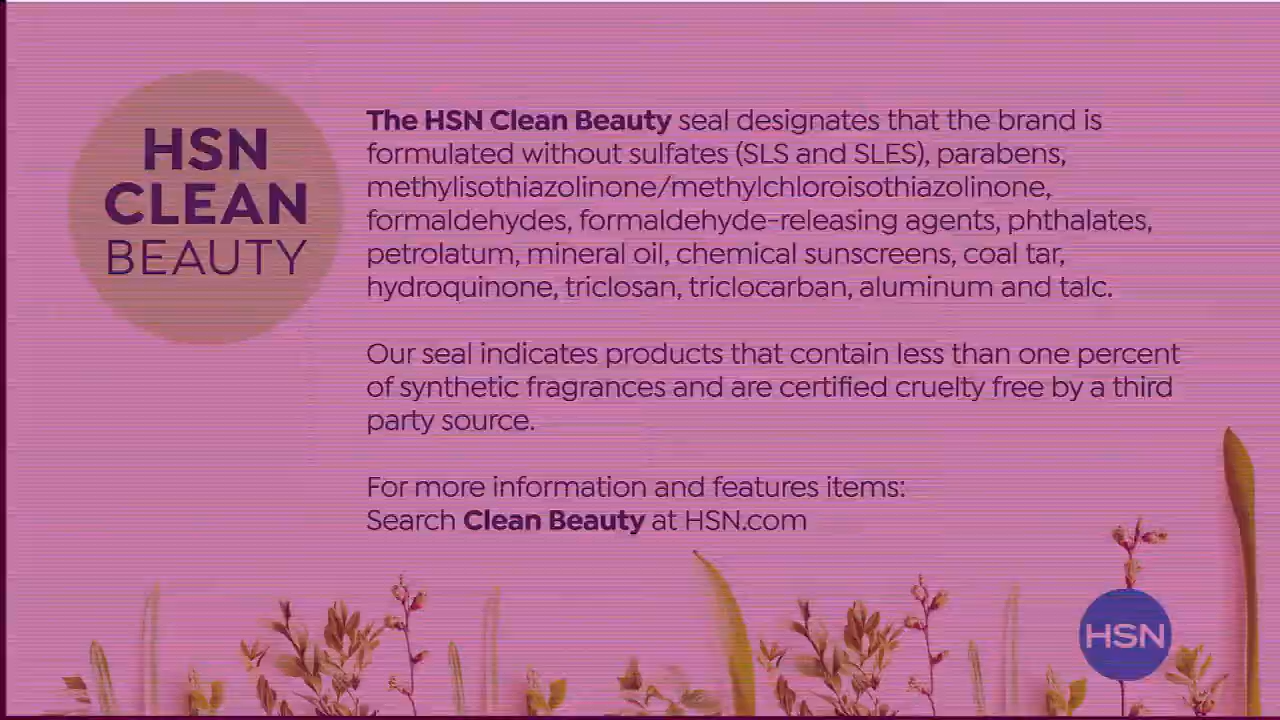 HSN
CLEAN
BEAUTY
The HSN Clean Beauty seal designates that the brand is
formulated without sulfates (SLS and SLES), parabens,
methylisothiazolinone/methylchloroisothiazolinone,
formaldehydes, formaldehyde-releasing agents, phthalates,
petrolatum, mineral oil, chemical sunscreens, coal tar,
hydroquinone, triclosan, triclocarban, aluminum and talc.
Our seal indicates products that contain less than one percent
of synthetic fragrances and are certified cruelty free by a third
party source.
For more information and features items:
Search Clean Beauty at HSN.com
HSN